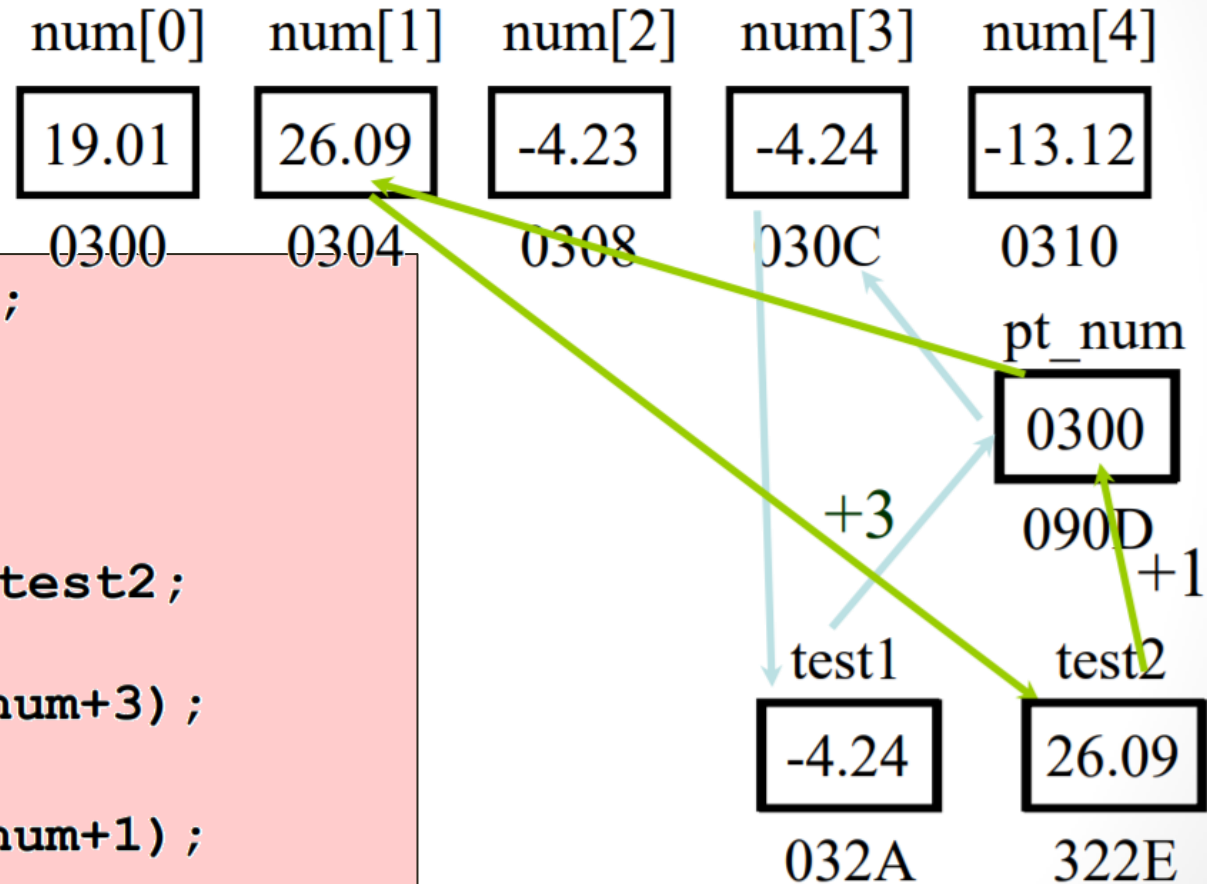 num[0] num[1] num[2] num[3] num[4]
19.01 26.09 -4.23 -4.24 -13.12
0300 0304 0308 030C 0310
;
pt_num
0300
+3
090D
+1
test2;
test1 test2
num+3);
-4.24 26.09
num+1);
032A 322E